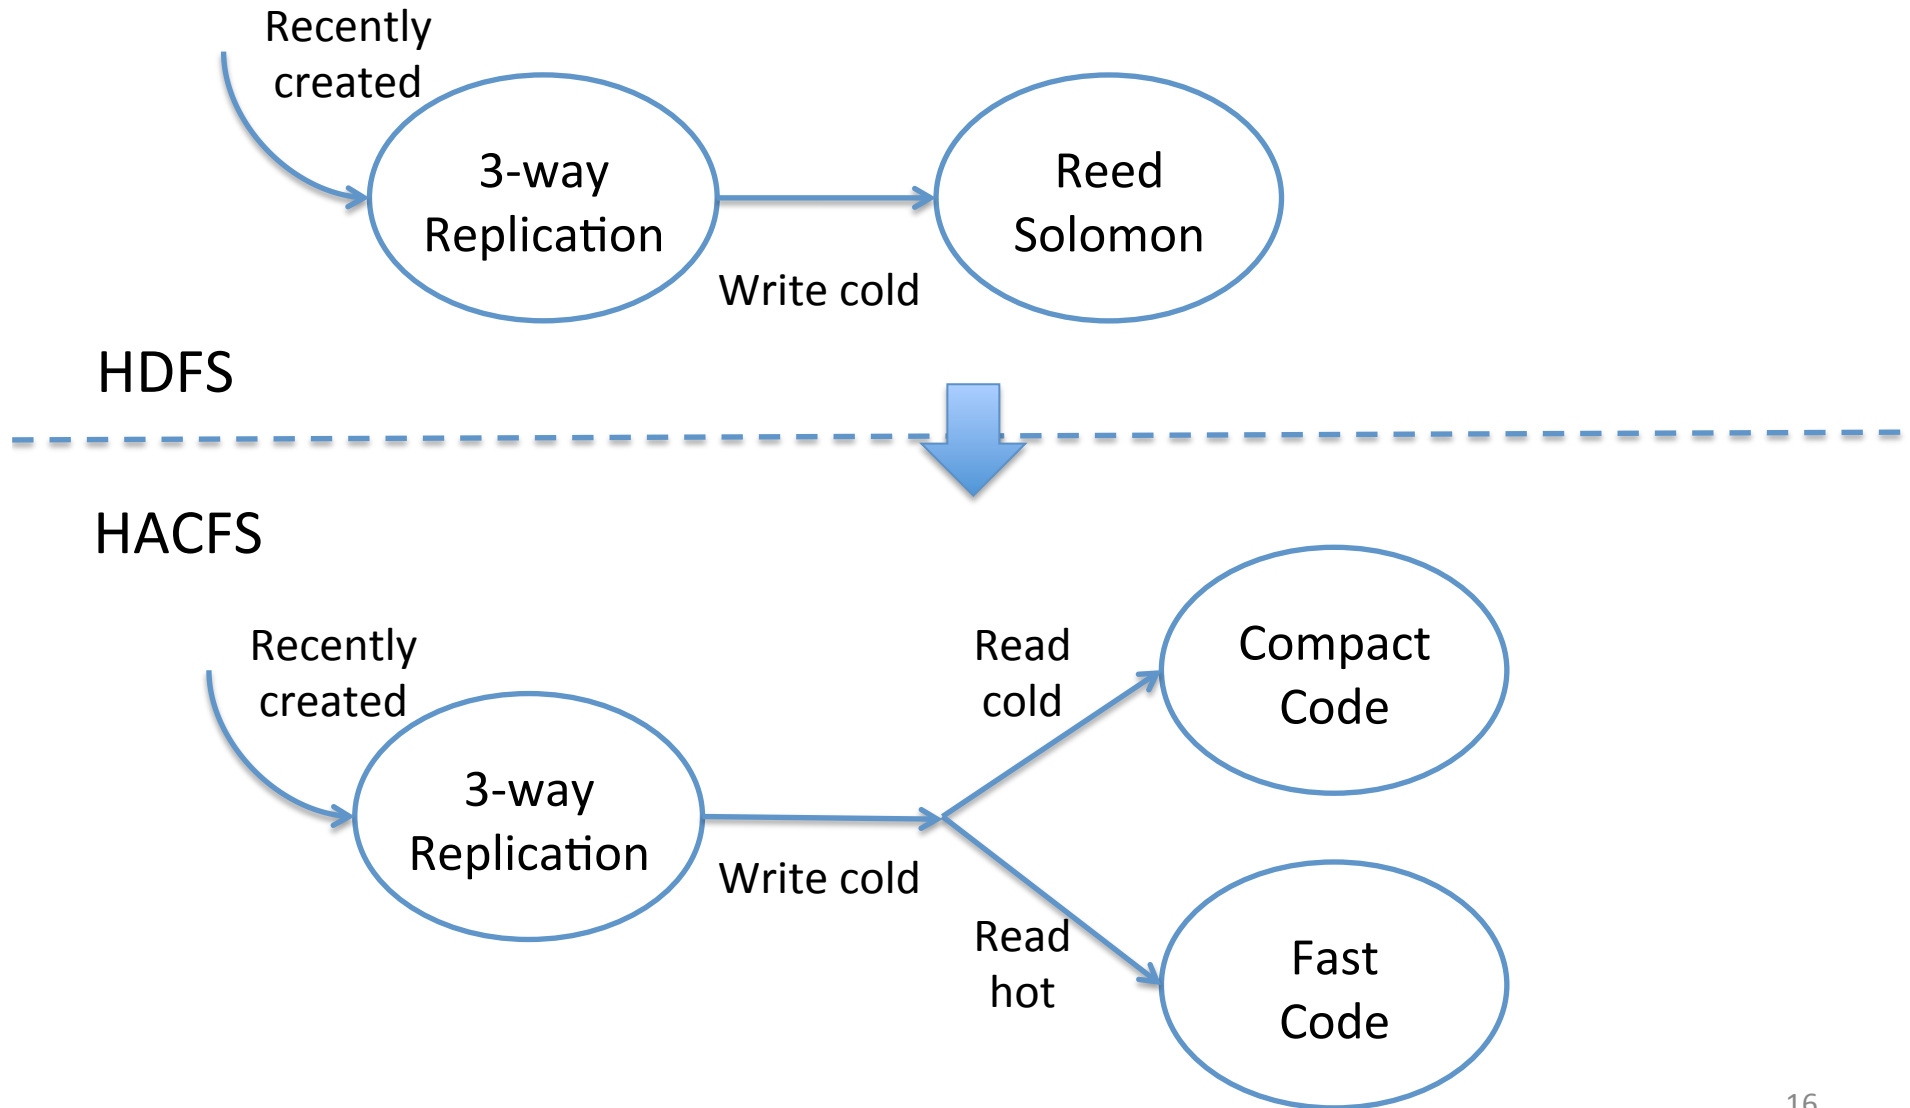 Recently
created
3-way
Replication
Write cold
Reed
Solomon
HDFS
HACFS
Recently
created
3-way
Replication
Write cold
Read
cold
Compact
Code
Read
hot
Fast
Code
16